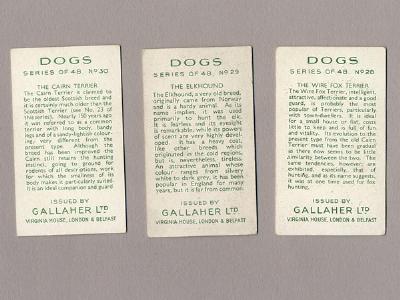 DOGS
SERIES OF 48. Nº30
THE CAIRN TERRIER
The Cairn Terrier is claimed to
be the oldest Scottish breed and
it is certainly much older than the
Scottish Terrier (see No. 23 of
this series). Nearly 150 years ago
it was referred to as a common
terrier with long body, bandy
legs and of a sandy-lightish colour-
ing, very different from the
present type. Although the
breed has been improved the
Cairn still retains the hunting
instinct, going to ground for
rodents of all descriptions, work
for which the smallness of its
body makes it particularly suited.
It is an ideal companion and guard
ISSUED BY
GALLAHER LTD
VIRGINIA HOUSE, LONDON & BELFAST
DOGS
SERIES OF 48. Nº29
THE ELKHOUND
The Elkhound, a very old breed,
originally came from Norway
and is a hardy animal. As its
name implies, it was used
primarily to hunt the elk. It
is fearless and its eyesight
is remarkable, while its powers
of scent are very highly devel-
oped. It has a heavy coat,
like other breeds which
originated in the cold regions,
but is, nevertheless, tireless.
An attractive animal whose
colour ranges from silvery
white to dark grey, it has been
popular in England for many
years, but it is far from common.
ISSUED BY
GALLAHER LTD
VIRGINIA HOUSE, LONDON & BELFAST
DOGS
SERIES OF 48. Nº28
THE WIRE FOX TERRIER
The Wire Fox Terrier, intelligent,
attractive, affectionate and a good
guard, is probably the most
popular of Terriers, particularly
with town-dwellers. It is ideal
for a small house or flat, costs
little to keep and is full of fun
and vitality. Its evolution to the
present type from the old Cairn
Terrier must have been gradual
as there now seems to be little
similarity between the two. The
same tendencies, however, are
exhibited, especially, that of
hunting, and as its name suggests,
it was at one time used for fox
hunting.
ISSUED BY
GALLAHER LTD
VIRGINIA HOUSE, LONDON & BELFAST